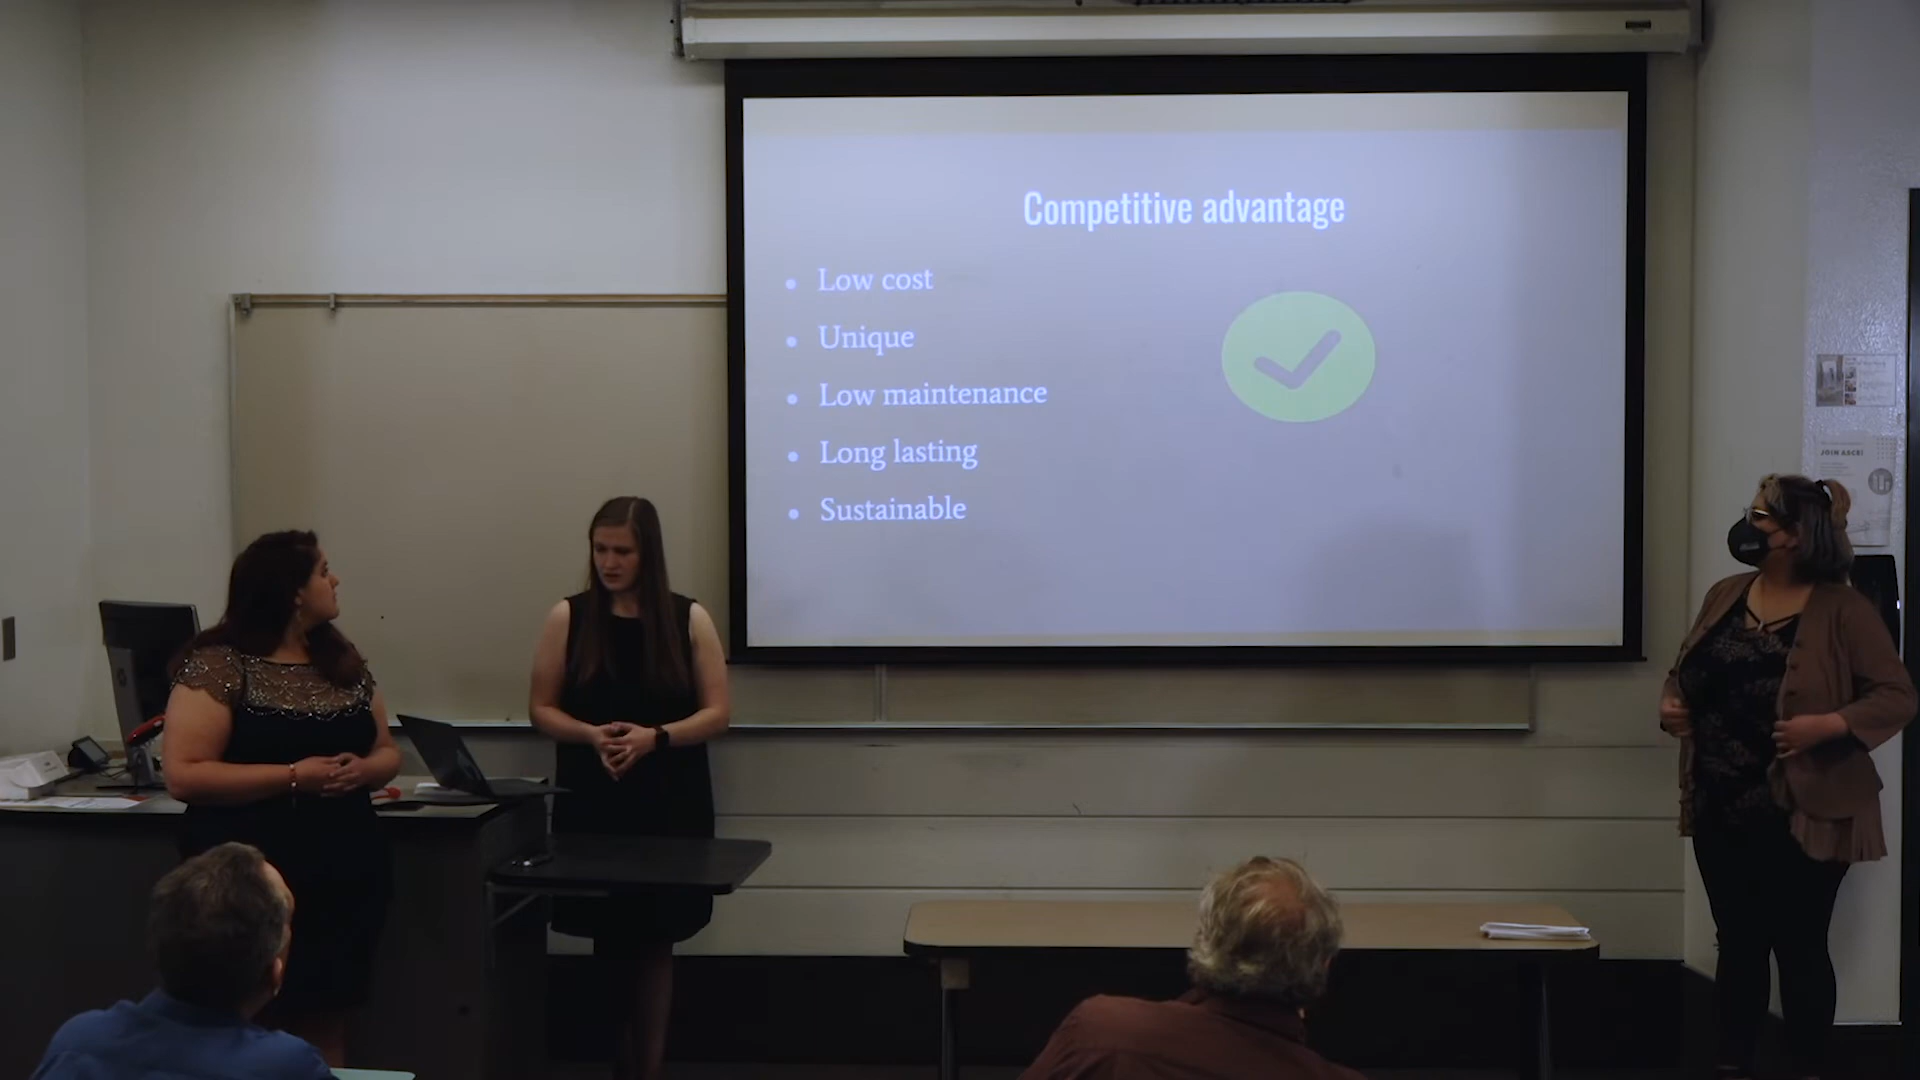 Competitive advantage
Low cost
Unique
Low maintenance
Long lasting
Sustainable
JOIN ASCE!